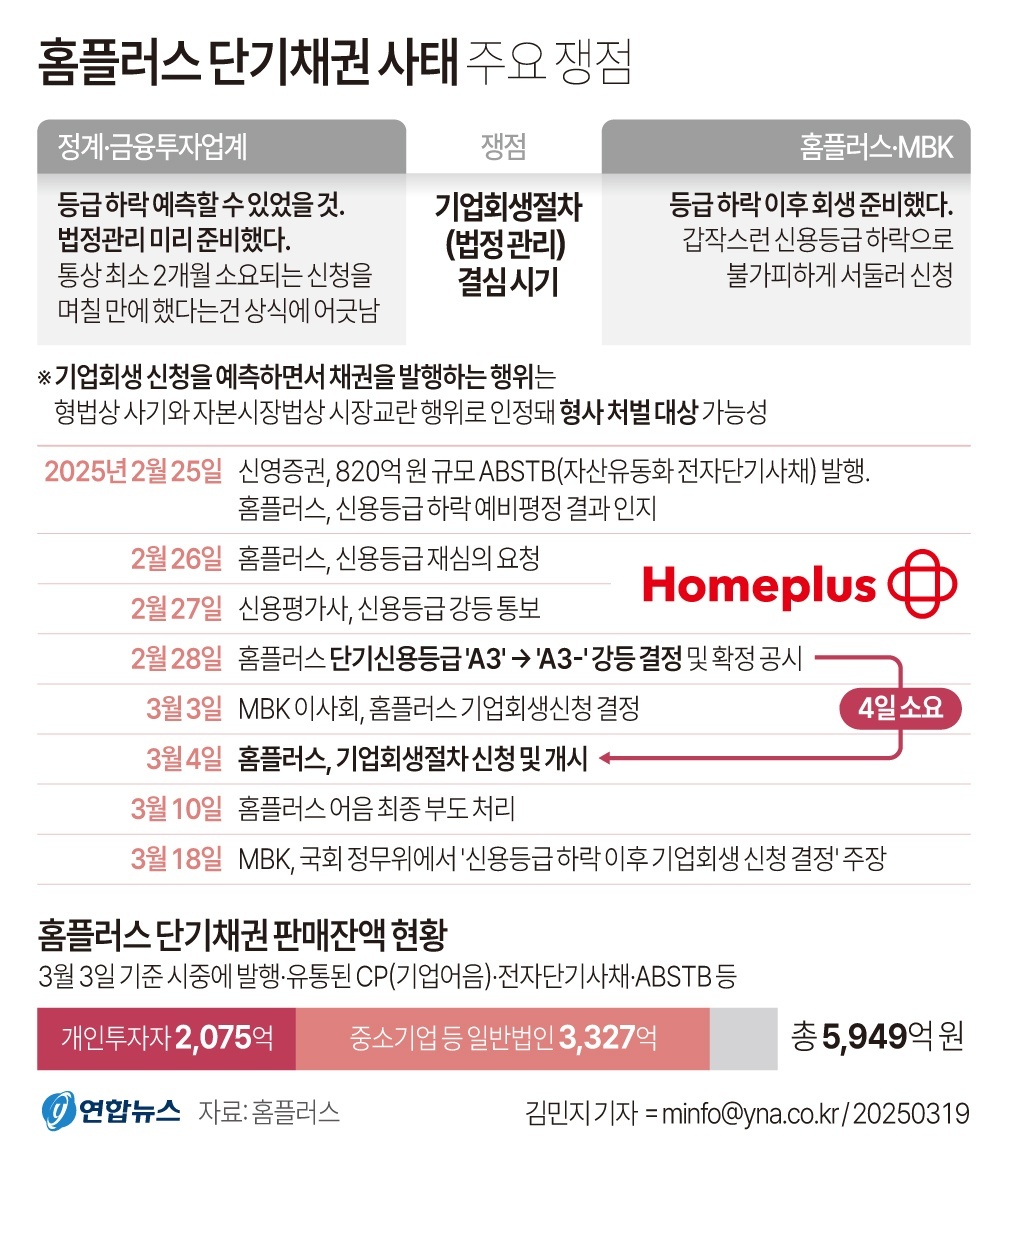 홈플러스 단기채권 사태 주요 쟁점
정계·금융투자업계
쟁점
홈플러스·MBK
등급 하락 예측할 수 있었을 것.
법정관리 미리 준비했다.
통상 최소 2개월 소요되는 신청을
며칠 만에 했다는건 상식에 어긋남
기업회생절차
(법정 관리)
결심 시기
등급 하락 이후 회생 준비했다.
갑작스런 신용등급 하락으로
불가피하게 서둘러 신청
※ 기업회생 신청을 예측하면서 채권을 발행하는 행위는
형법상 사기와 자본시장법상 시장교란 행위로 인정돼 형사 처벌 대상 가능성
2025년 2월 25일 신영증권, 820억 원 규모 ABSTB(자산유동화 전자단기사채) 발행.
홈플러스, 신용등급 하락 예비평정 결과 인지
2월 26일 홈플러스, 신용등급 재심의 요청
2월 27일 신용평가사, 신용등급 강등 통보
Homeplus
2월 28일 홈플러스 단기신용등급 'A3' → 'A3-' 강등 결정 및 확정 공시
3월 3일 MBK 이사회, 홈플러스 기업회생신청 결정
4일 소요
3월 4일 홈플러스, 기업회생절차 신청 및 개시
3월 10일 홈플러스 어음 최종 부도 처리
3월 18일 MBK, 국회 정무위에서 '신용등급 하락 이후 기업회생 신청 결정' 주장
홈플러스 단기채권 판매잔액 현황
3월 3일 기준 시중에 발행·유통된 CP(기업어음)·전자단기사채·ABSTB 등
개인투자자 2,075억
중소기업 등 일반법인 3,327억
총 5,949억 원
연합뉴스 자료: 홈플러스
김민지 기자 = minfo@yna.co.kr / 20250319